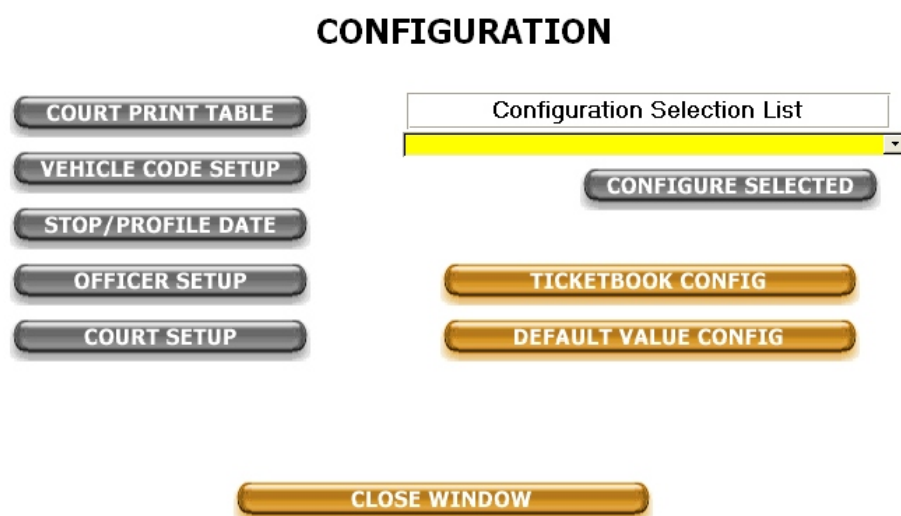 CONFIGURATION
COURT PRINT TABLE
VEHICLE CODE SETUP
STOP/PROFILE DATE
OFFICER SETUP
COURT SETUP
Configuration Selection List
CONFIGURE SELECTED
TICKETBOOK CONFIG
DEFAULT VALUE CONFIG
CLOSE WINDOW